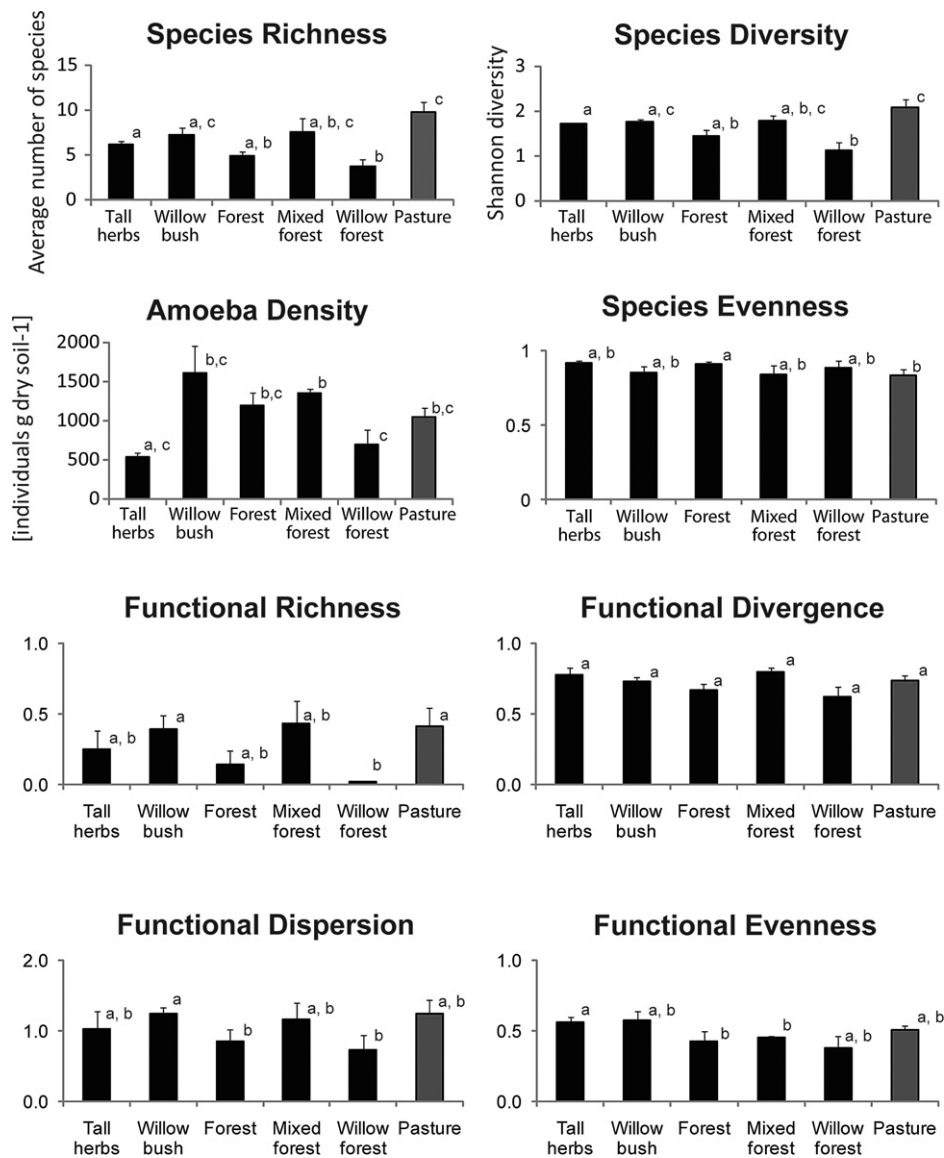 Species Richness
Average number of species
15
10
5
0
a
a, c
a, b
a, b, c
b
c
Tall herbs
Willow bush
Forest
Mixed forest
Willow forest
Pasture
Species Diversity
Shannon diversity
3
2
1
0
a
a, c
a, b
a, b, c
b
c
Tall herbs
Willow bush
Forest
Mixed forest
Willow forest
Pasture
Amoeba Density
[individuals g dry soil-1]
2000
1500
1000
500
0
a, c
b,c
b,c
b
c
b,c
Tall herbs
Willow bush
Forest
Mixed forest
Willow forest
Pasture
Species Evenness
1
0.5
0
a, b
a, b
a
a, b
a, b
b
Tall herbs
Willow bush
Forest
Mixed forest
Willow forest
Pasture
Functional Richness
1.0
0.5
0.0
a, b
a
a, b
a, b
b
a
Tall herbs
Willow bush
Forest
Mixed forest
Willow forest
Pasture
Functional Divergence
1.0
0.5
0.0
a
a
a
a
a
a
Tall herbs
Willow bush
Forest
Mixed forest
Willow forest
Pasture
Functional Dispersion
2.0
1.0
0.0
a, b
a
b
a, b
b
a, b
Tall herbs
Willow bush
Forest
Mixed forest
Willow forest
Pasture
Functional Evenness
1.0
0.5
0.0
a
a, b
b
b
a, b
a, b
Tall herbs
Willow bush
Forest
Mixed forest
Willow forest
Pasture